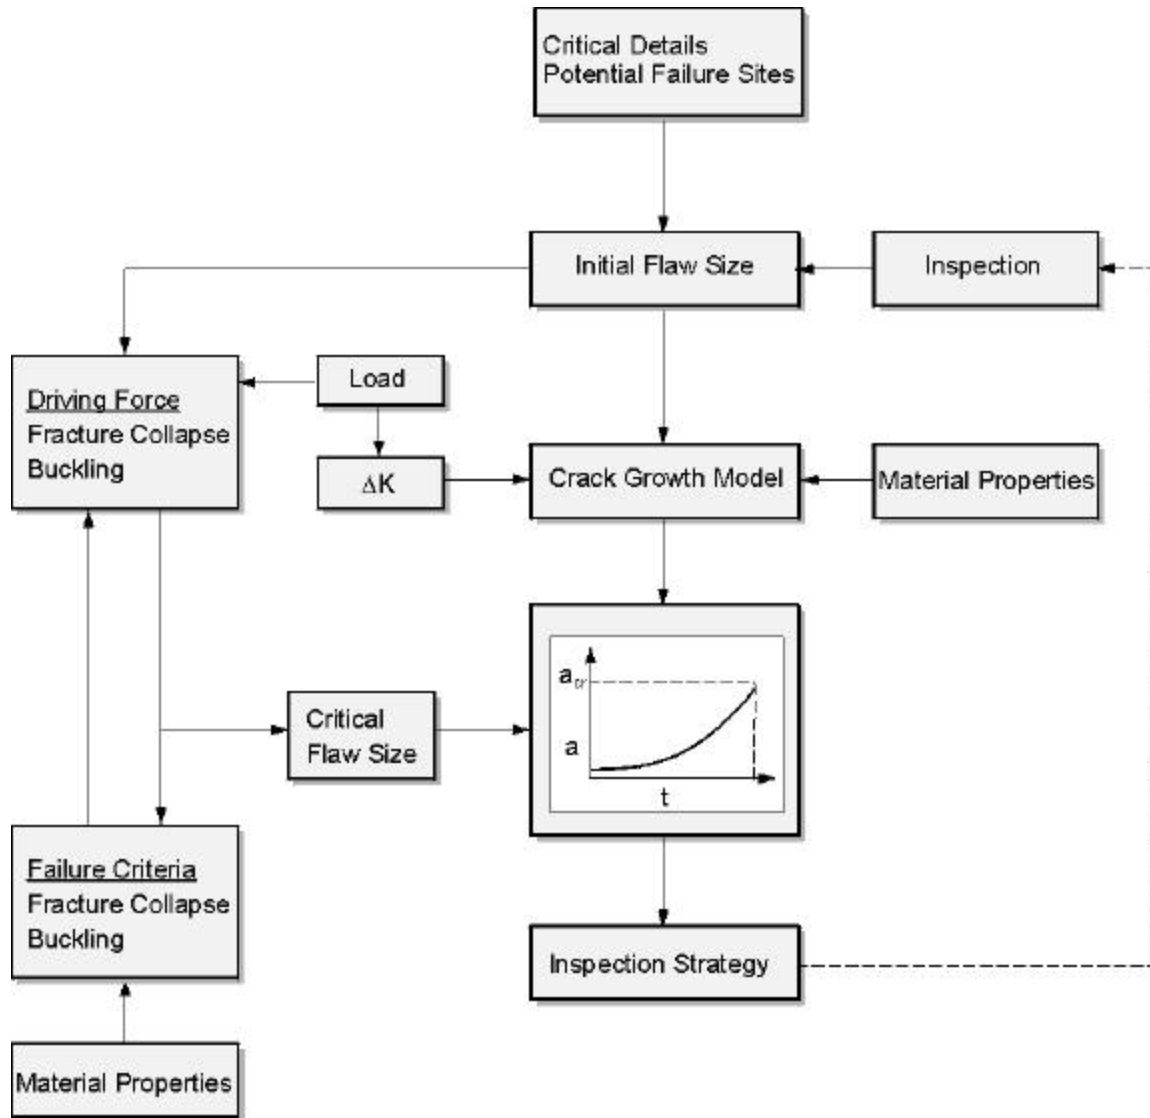 Critical Details
Potential Failure Sites
Initial Flaw Size
Inspection
Load
Driving Force
Fracture Collapse
Buckling
ΔK
Crack Growth Model
Material Properties
a_cr
a
t
Critical
Flaw Size
Failure Criteria
Fracture Collapse
Buckling
Inspection Strategy
Material Properties